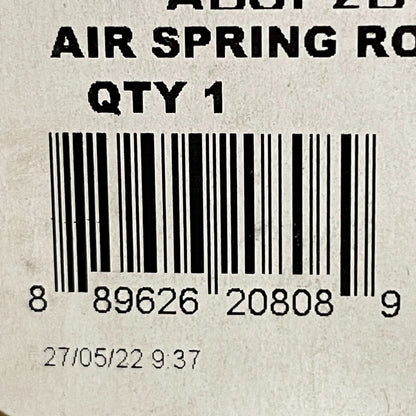 AIR SPRING RO
QTY 1
8 89626 20808 9
27/05/22 9:37